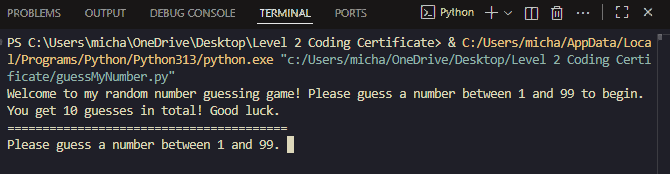 PROBLEMS OUTPUT DEBUG CONSOLE TERMINAL PORTS Python
PS C:\Users\micha\OneDrive\Desktop\Level 2 Coding Certificate> & C:/Users/micha/AppData/Loca
l/Programs/Python/Python313/python.exe "c:/Users/micha/OneDrive/Desktop/Level 2 Coding Certi
ficate/guessMyNumber.py"
Welcome to my random number guessing game! Please guess a number between 1 and 99 to begin.
You get 10 guesses in total! Good luck.
==========================================
Please guess a number between 1 and 99.